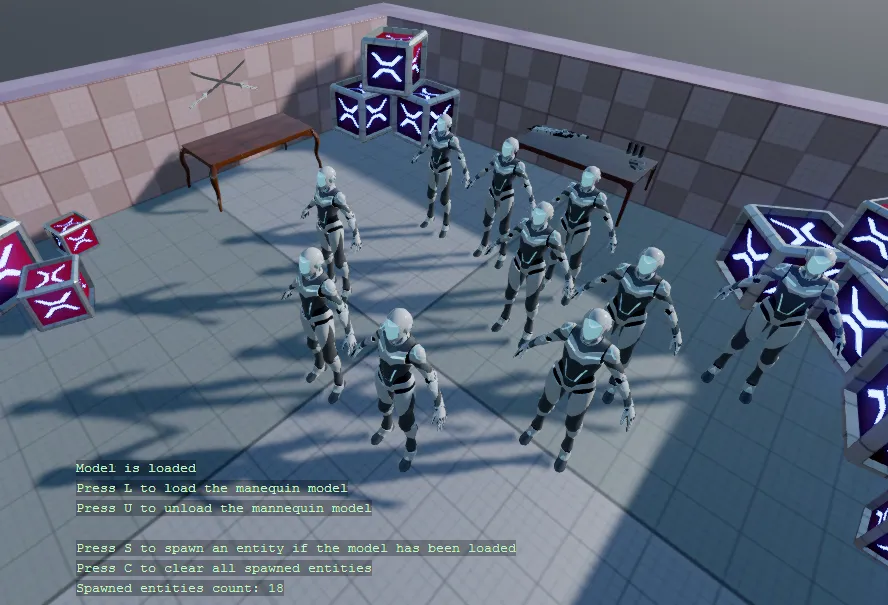 Model is loaded
Press L to load the manequin model
Press U to unload the mannequin model
Press S to spawn an entity if the model has been loaded
Press C to clear all spawned entities
Spawned entities count: 18